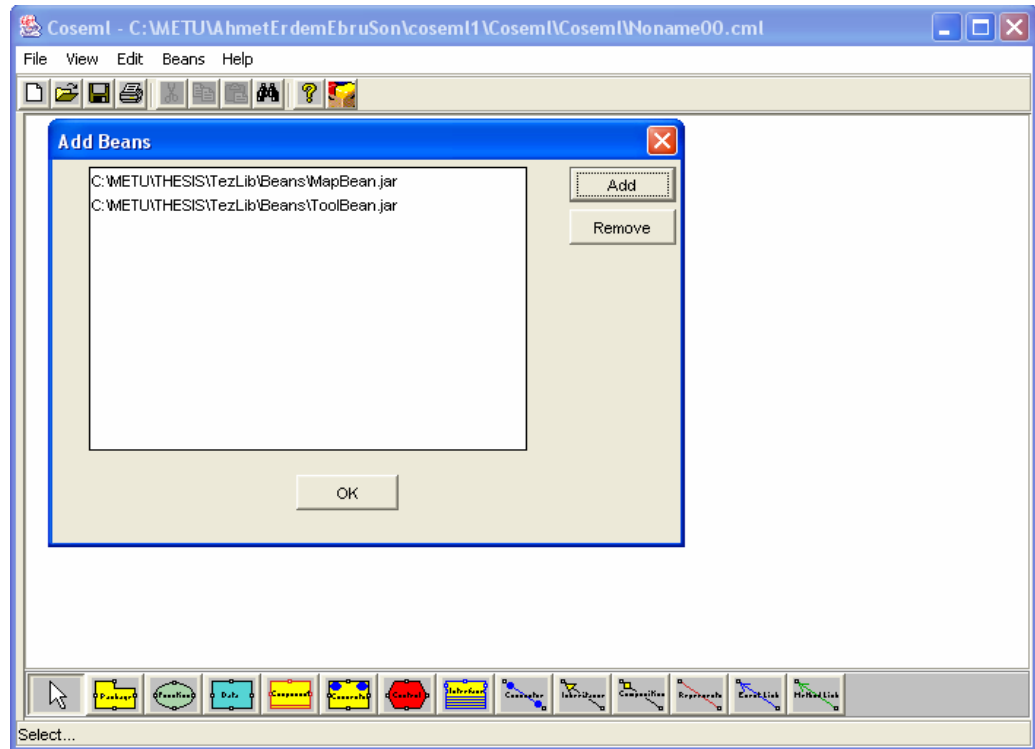 Coseml - C:\METU\AhmetErdemEbruSon\coseml1\Coseml\Coseml\Noname00.cml
File View Edit Beans Help
Add Beans
C:\METU\THESIS\TezLib\Beans\MapBean.jar
C:\METU\THESIS\TezLib\Beans\ToolBean.jar
Add
Remove
OK
Package Function Data Component Control Interface Connector Inheritance Composition Represents Event Link Method Link
Select...